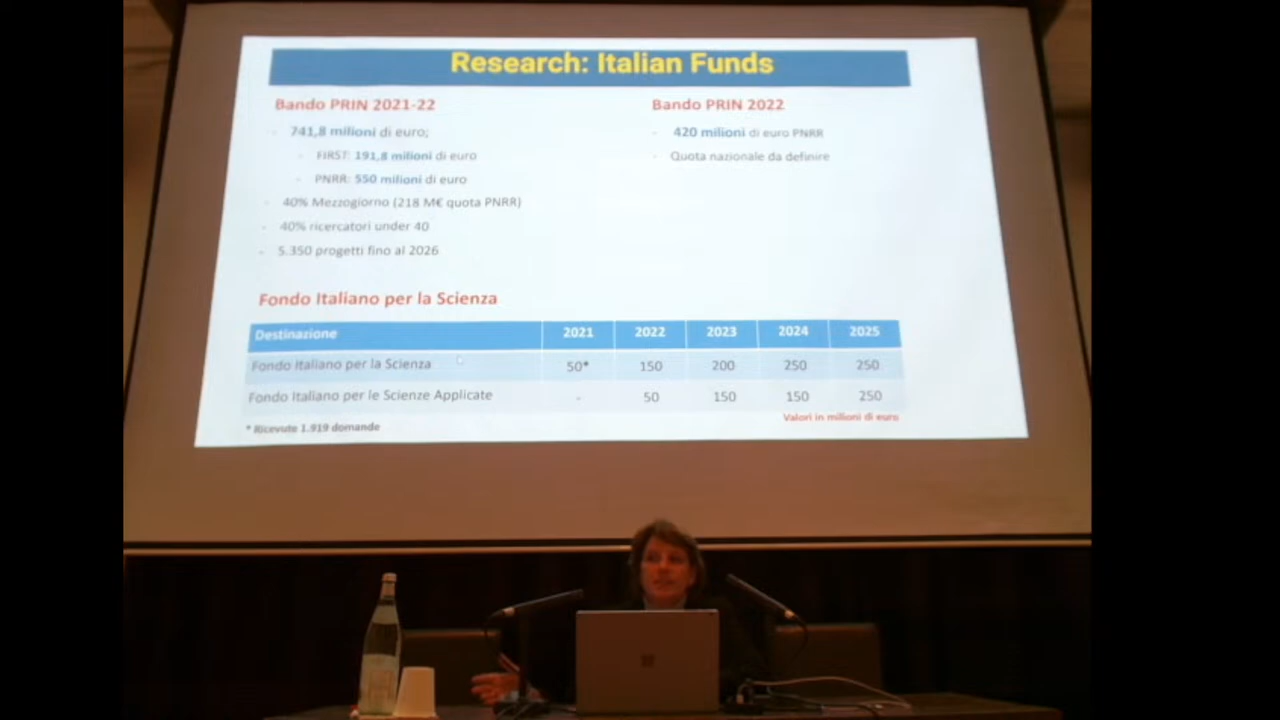 Research: Italian Funds
Bando PRIN 2021-22
- 741,8 milioni di euro;
- FIRST: 191,8 milioni di euro
- PNRR: 550 milioni di euro
- 40% Mezzogiorno (218 M€ quota PNRR)
- 40% ricercatori under 40
- 5.350 progetti fino al 2026
Bando PRIN 2022
- 420 milioni di euro PNRR
- Quota nazionale da definire
Fondo Italiano per la Scienza
Destinazione 2021 2022 2023 2024 2025
Fondo Italiano per la Scienza 50* 150 200 250 250
Fondo Italiano per le Scienze Applicate - 50 150 150 250
* Ricevute 1.919 domande
Valori in milioni di euro